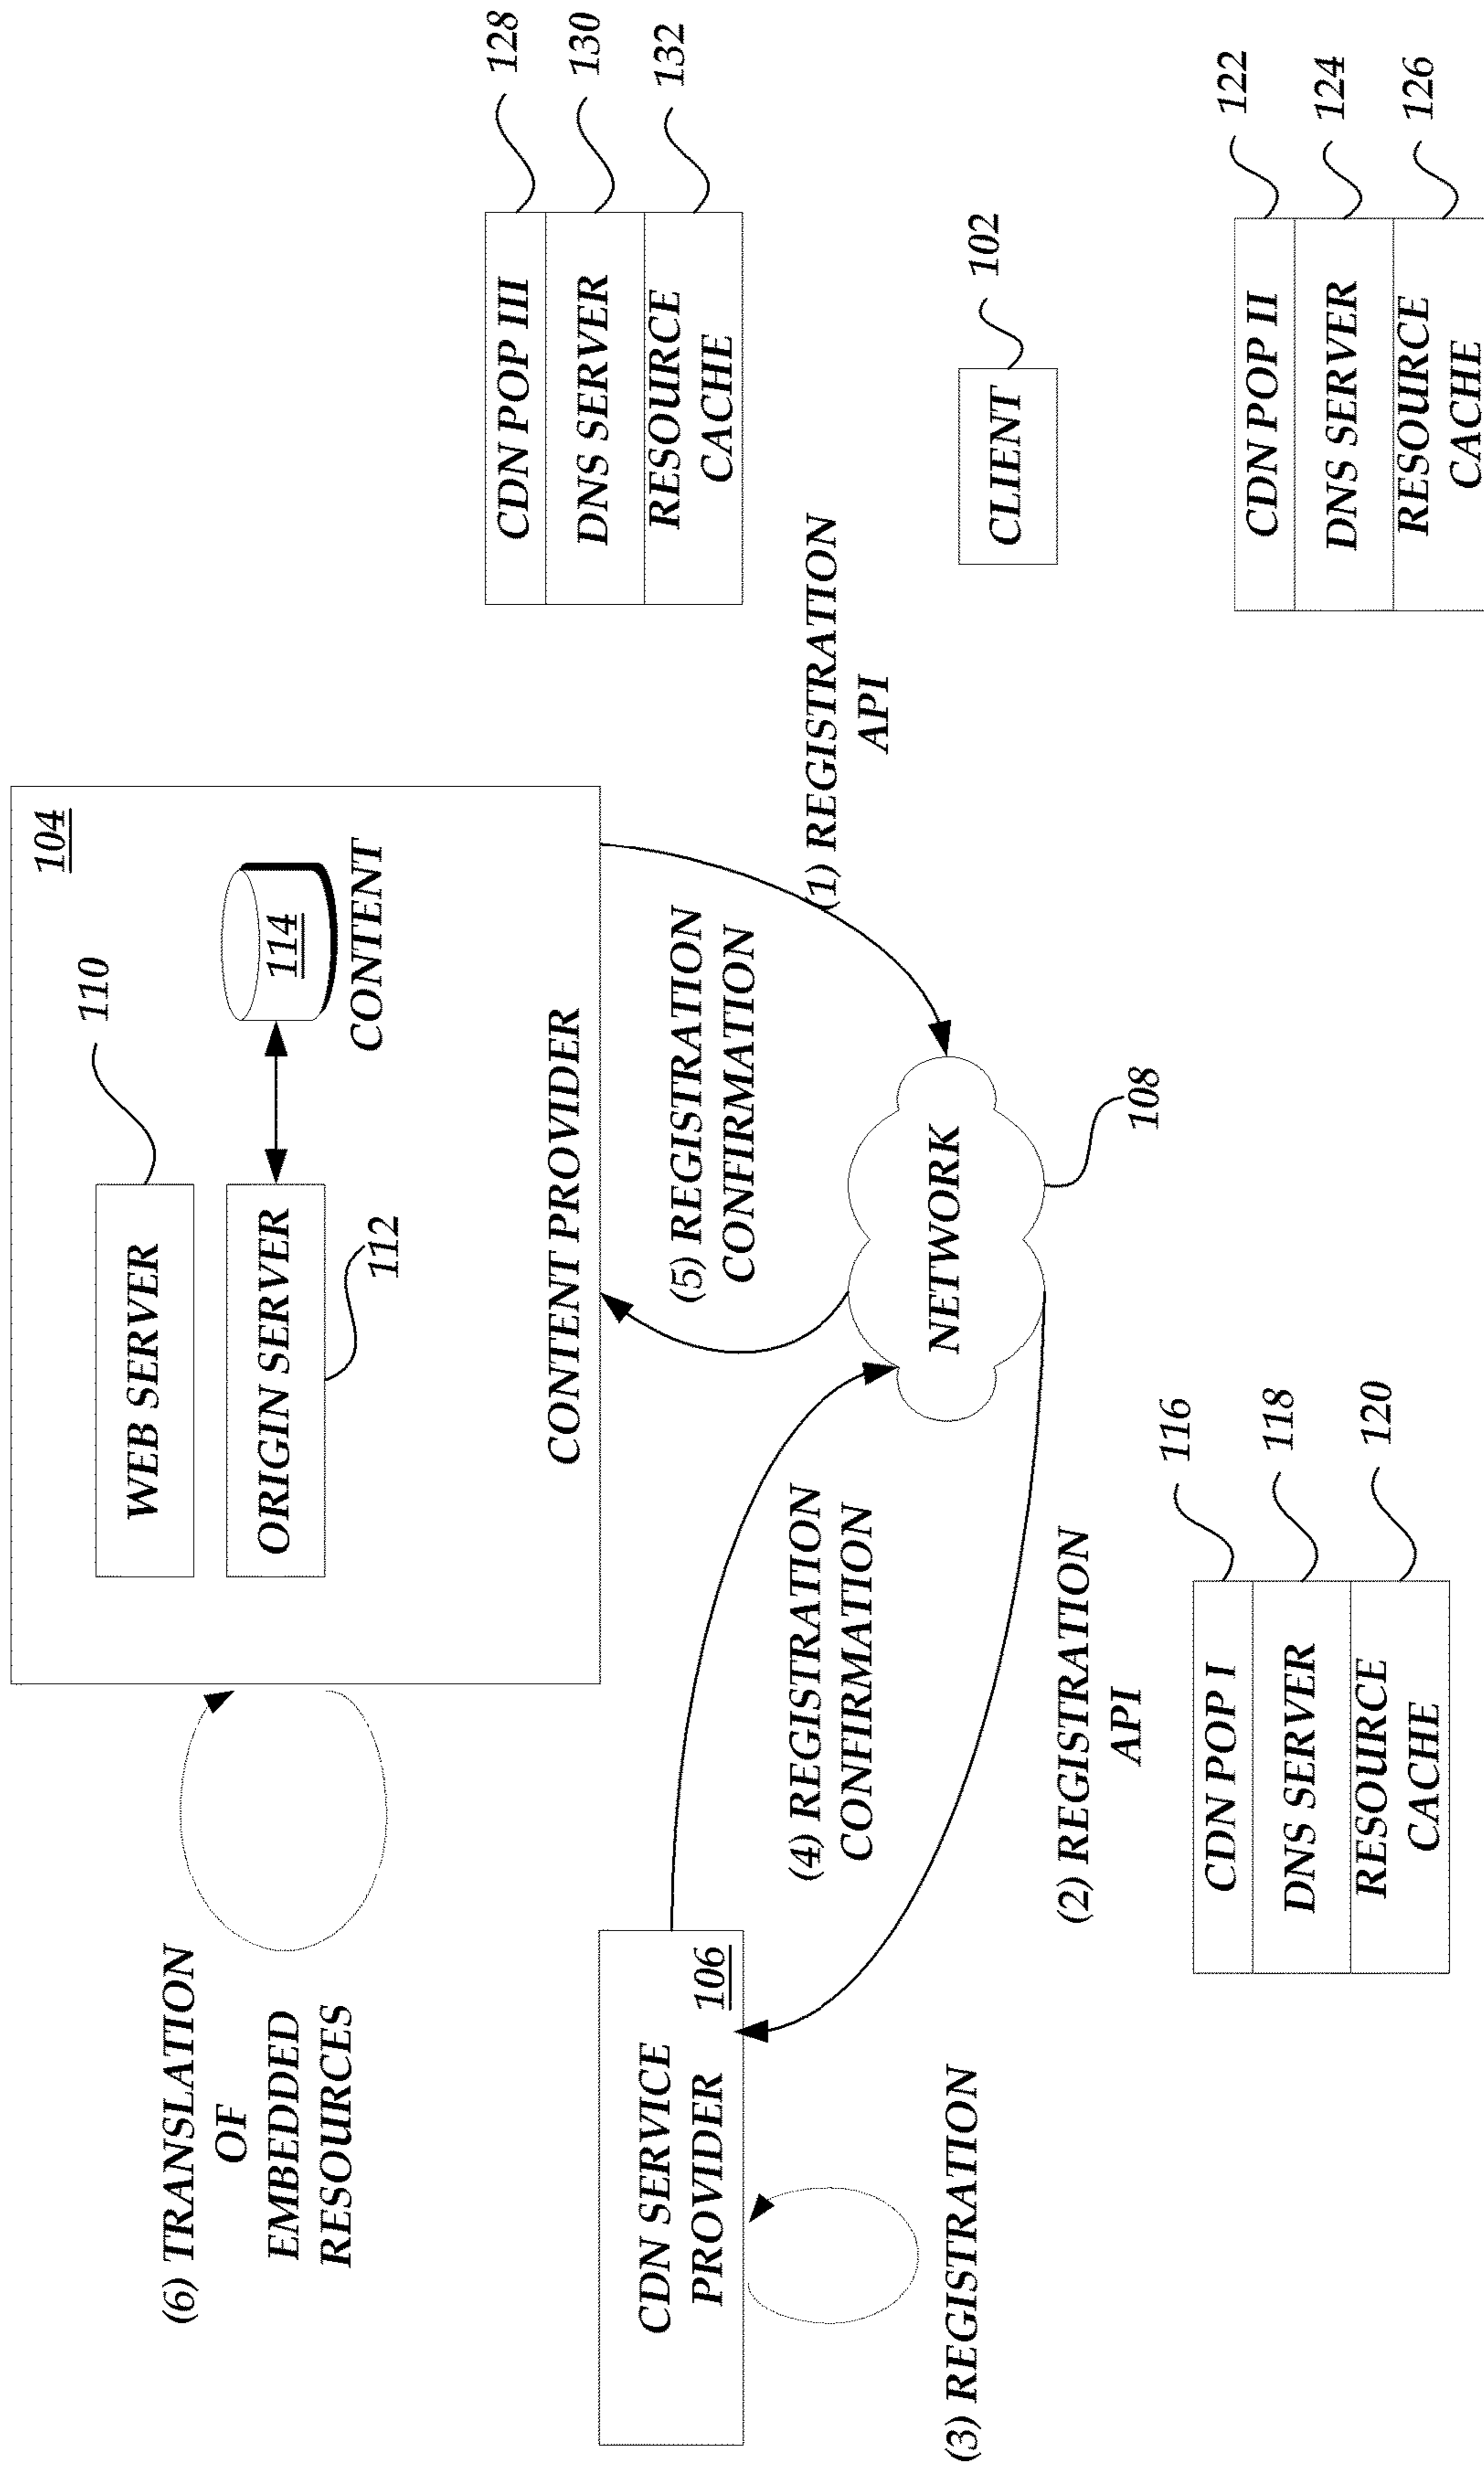 104
WEB SERVER
110
ORIGIN SERVER
112
114
CONTENT
CONTENT PROVIDER
(6) TRANSLATION
OF
EMBEDDED
RESOURCES
CDN POP III
DNS SERVER
RESOURCE
CACHE
128
130
132
(1) REGISTRATION
API
(5) REGISTRATION
CONFIRMATION
(4) REGISTRATION
CONFIRMATION
CDN SERVICE
PROVIDER
106
NETWORK
108
CLIENT
102
(3) REGISTRATION
(2) REGISTRATION
API
CDN POP I
DNS SERVER
RESOURCE
CACHE
116
118
120
CDN POP II
DNS SERVER
RESOURCE
CACHE
122
124
126